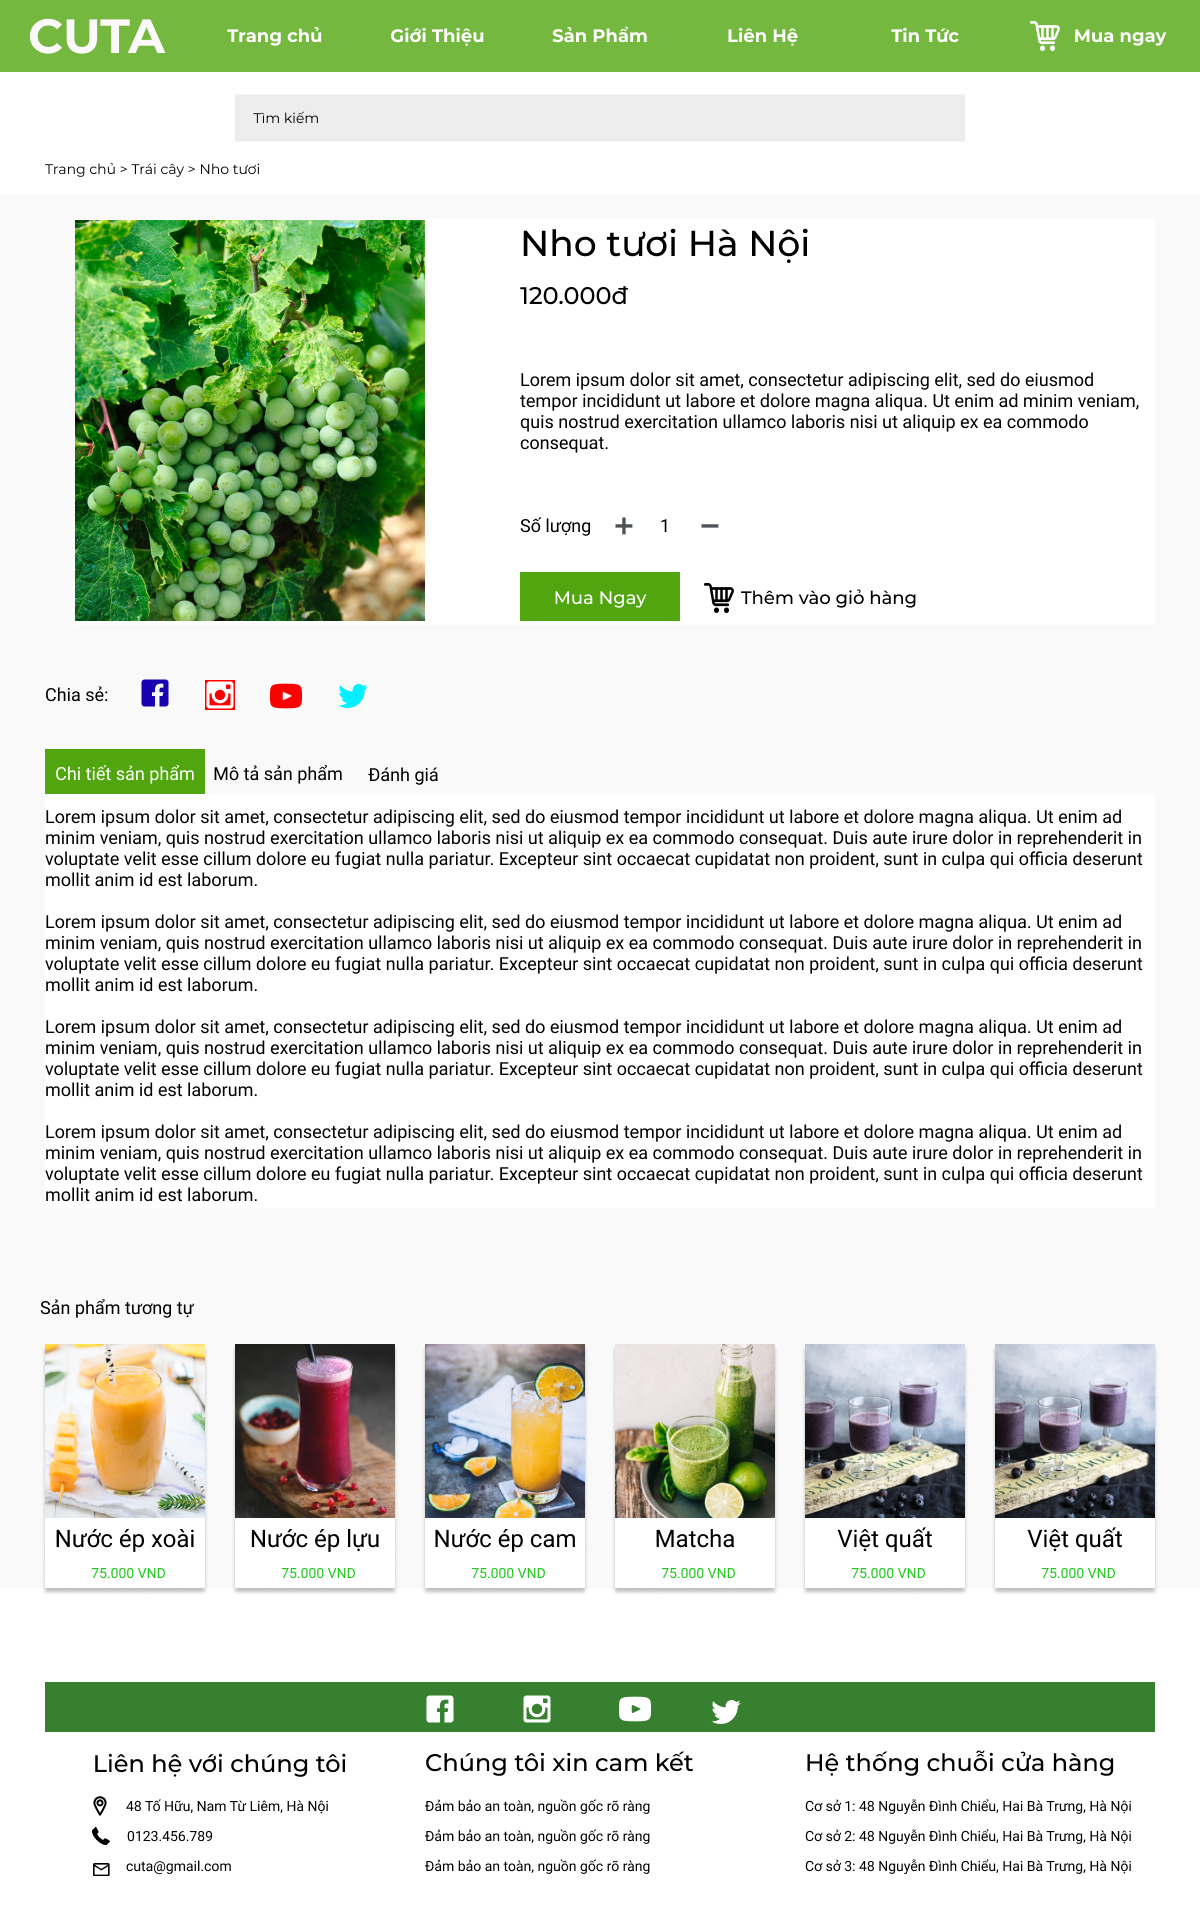 CUTA
Trang chủ
Giới Thiệu
Sản Phẩm
Liên Hệ
Tin Tức
Mua ngay
Tìm kiếm
Trang chủ > Trái cây > Nho tươi
Nho tươi Hà Nội
120.000đ
Lorem ipsum dolor sit amet, consectetur adipiscing elit, sed do eiusmod
tempor incididunt ut labore et dolore magna aliqua. Ut enim ad minim veniam,
quis nostrud exercitation ullamco laboris nisi ut aliquip ex ea commodo
consequat.
Số lượng
1
Mua Ngay
Thêm vào giỏ hàng
Chia sẻ:
Chi tiết sản phẩm
Mô tả sản phẩm
Đánh giá
Lorem ipsum dolor sit amet, consectetur adipiscing elit, sed do eiusmod tempor incididunt ut labore et dolore magna aliqua. Ut enim ad
minim veniam, quis nostrud exercitation ullamco laboris nisi ut aliquip ex ea commodo consequat. Duis aute irure dolor in reprehenderit in
voluptate velit esse cillum dolore eu fugiat nulla pariatur. Excepteur sint occaecat cupidatat non proident, sunt in culpa qui officia deserunt
mollit anim id est laborum.
Lorem ipsum dolor sit amet, consectetur adipiscing elit, sed do eiusmod tempor incididunt ut labore et dolore magna aliqua. Ut enim ad
minim veniam, quis nostrud exercitation ullamco laboris nisi ut aliquip ex ea commodo consequat. Duis aute irure dolor in reprehenderit in
voluptate velit esse cillum dolore eu fugiat nulla pariatur. Excepteur sint occaecat cupidatat non proident, sunt in culpa qui officia deserunt
mollit anim id est laborum.
Lorem ipsum dolor sit amet, consectetur adipiscing elit, sed do eiusmod tempor incididunt ut labore et dolore magna aliqua. Ut enim ad
minim veniam, quis nostrud exercitation ullamco laboris nisi ut aliquip ex ea commodo consequat. Duis aute irure dolor in reprehenderit in
voluptate velit esse cillum dolore eu fugiat nulla pariatur. Excepteur sint occaecat cupidatat non proident, sunt in culpa qui officia deserunt
mollit anim id est laborum.
Lorem ipsum dolor sit amet, consectetur adipiscing elit, sed do eiusmod tempor incididunt ut labore et dolore magna aliqua. Ut enim ad
minim veniam, quis nostrud exercitation ullamco laboris nisi ut aliquip ex ea commodo consequat. Duis aute irure dolor in reprehenderit in
voluptate velit esse cillum dolore eu fugiat nulla pariatur. Excepteur sint occaecat cupidatat non proident, sunt in culpa qui officia deserunt
mollit anim id est laborum.
Sản phẩm tương tự
Nước ép xoài
75.000 VND
Nước ép lựu
75.000 VND
Nước ép cam
75.000 VND
Matcha
75.000 VND
Việt quất
75.000 VND
Việt quất
75.000 VND
Liên hệ với chúng tôi
48 Tố Hữu, Nam Từ Liêm, Hà Nội
0123.456.789
cuta@gmail.com
Chúng tôi xin cam kết
Đảm bảo an toàn, nguồn gốc rõ ràng
Đảm bảo an toàn, nguồn gốc rõ ràng
Đảm bảo an toàn, nguồn gốc rõ ràng
Hệ thống chuỗi cửa hàng
Cơ sở 1: 48 Nguyễn Đình Chiểu, Hai Bà Trưng, Hà Nội
Cơ sở 2: 48 Nguyễn Đình Chiểu, Hai Bà Trưng, Hà Nội
Cơ sở 3: 48 Nguyễn Đình Chiểu, Hai Bà Trưng, Hà Nội